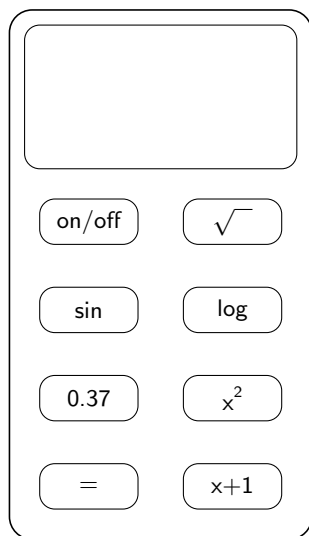 on/off √
sin log
0.37 x²
= x+1